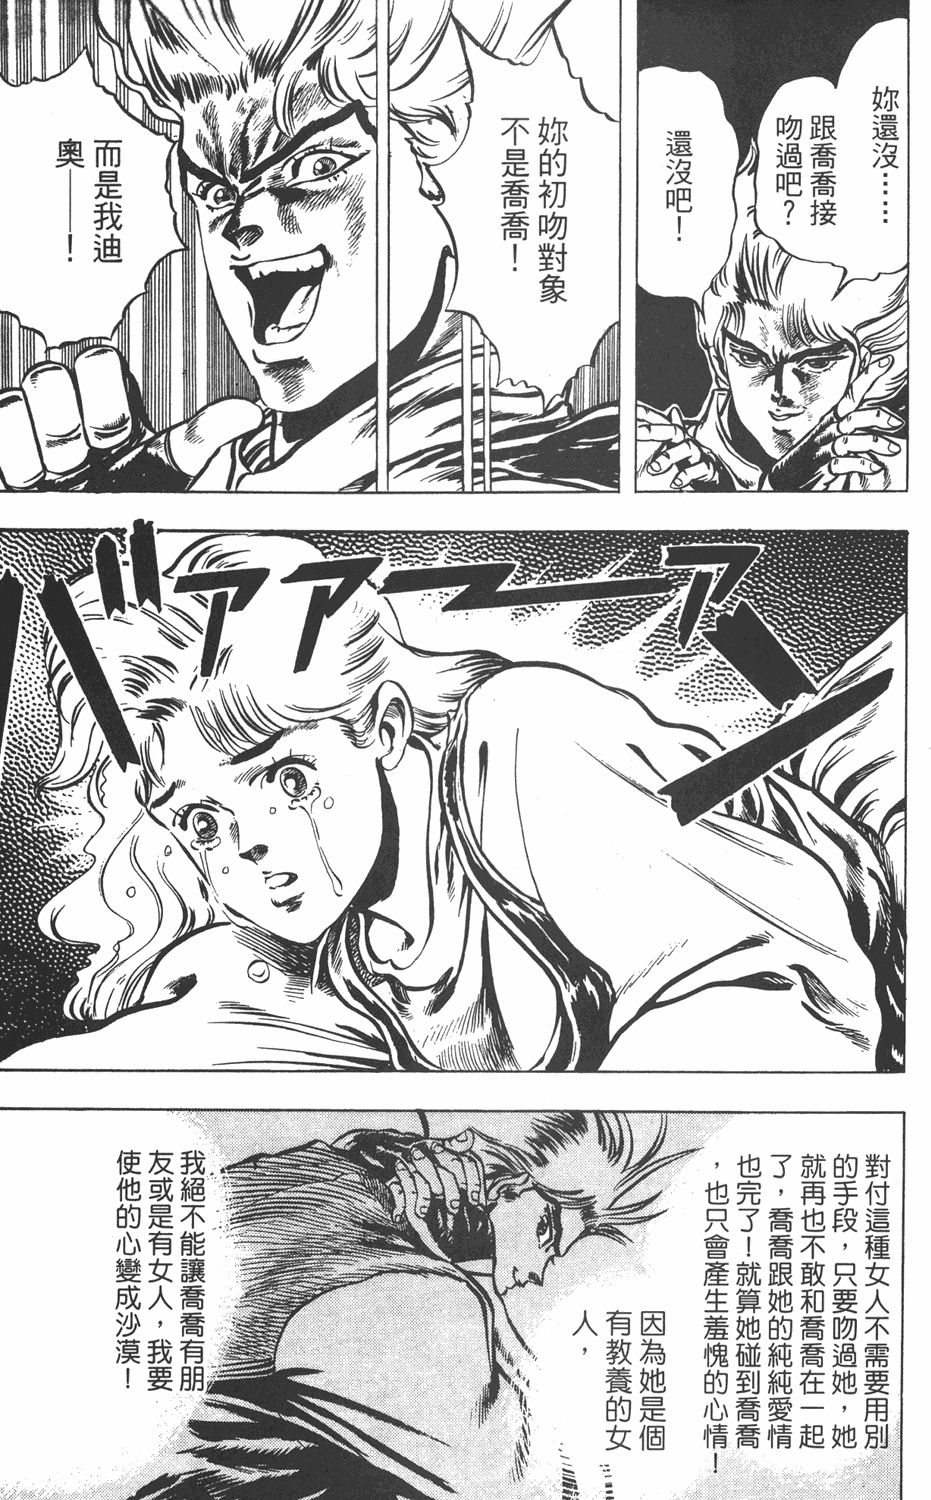 妳還沒……
跟喬喬接
吻過吧？
還沒吧！
妳的初吻對象
不是喬喬！
而是我迪
奧——！
バァァーーン
對付這種女人不需要用別
的手段，只要吻過她，她
就再也不敢和喬喬在一起
了，喬喬跟她的純純愛情
也完了！就算她碰到喬喬
，也只會產生羞愧的心情！
因為她是個
有教養的女
人，
我絕不能讓喬喬有朋
友或是有女人，我要
使他的心變成沙漠！